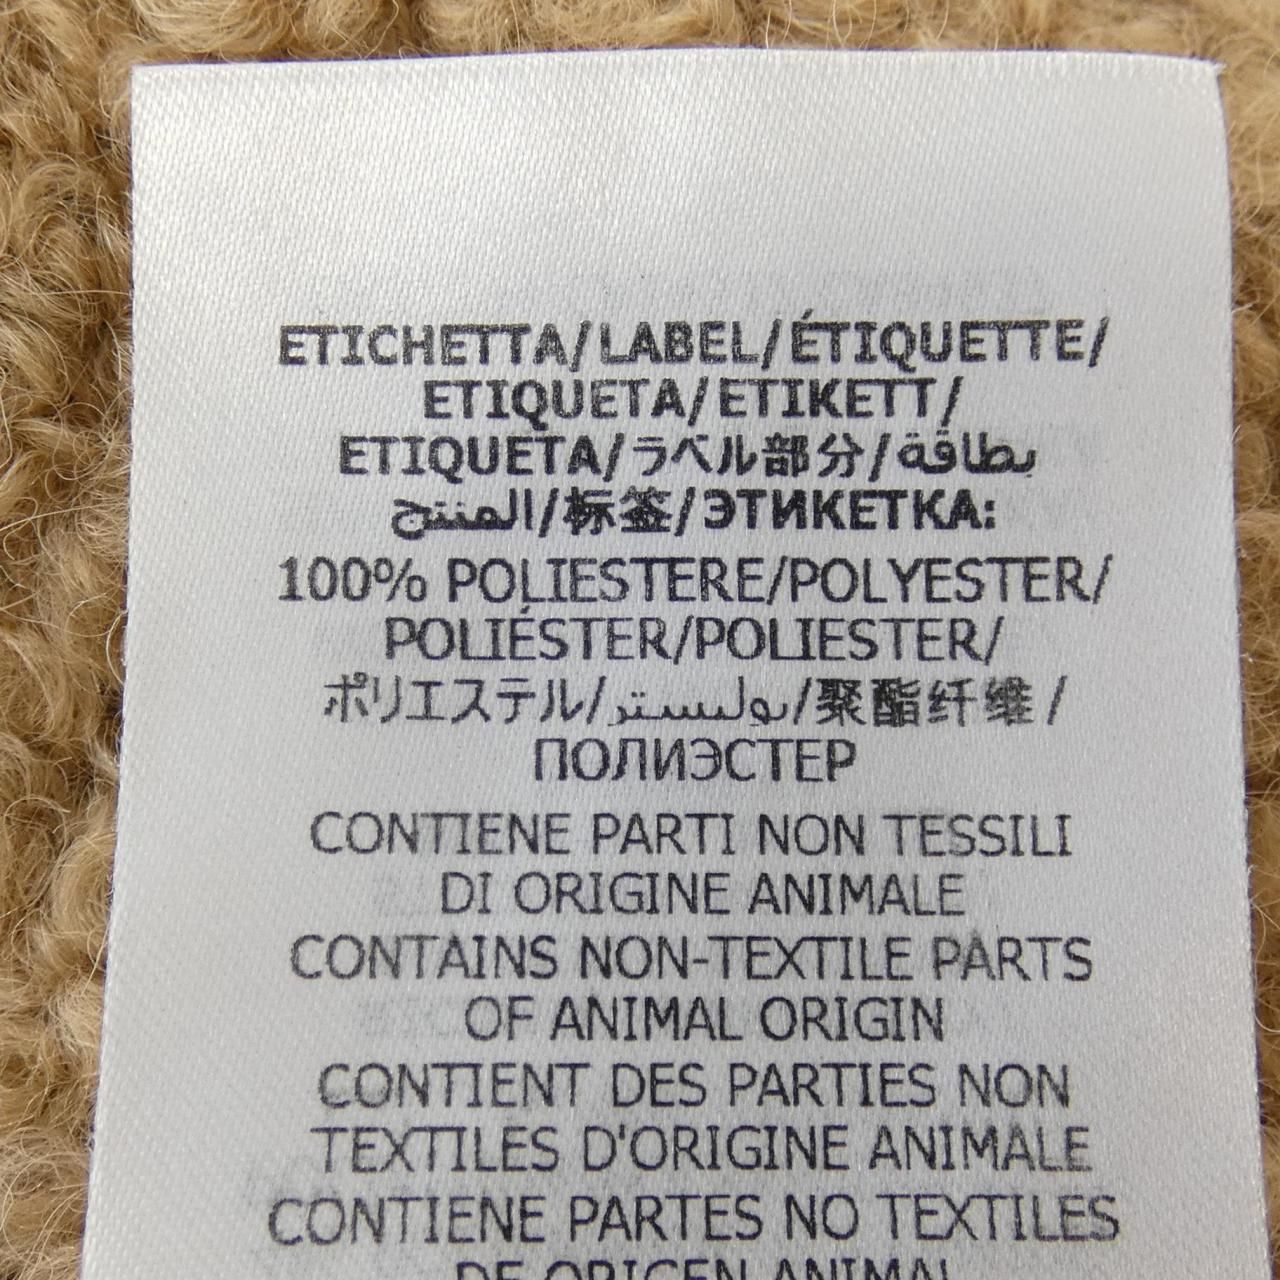 ETICHETTA/LABEL/ÉTIQUETTE/
ETIQUETA/ETIKETT/
ETIQUETA/ラベル部分/بطاقة
المنتج/标签/ЭТИКЕТКА:
100% POLIESTERE/POLYESTER/
POLIÉSTER/POLIESTER/
ポリエステル/بوليستر/聚酯纤维/
ПОЛИЭСТЕР
CONTIENE PARTI NON TESSILI
DI ORIGINE ANIMALE
CONTAINS NON-TEXTILE PARTS
OF ANIMAL ORIGIN
CONTIENT DES PARTIES NON
TEXTILES D'ORIGINE ANIMALE
CONTIENE PARTES NO TEXTILES
DE ORIGEN ANIMAL